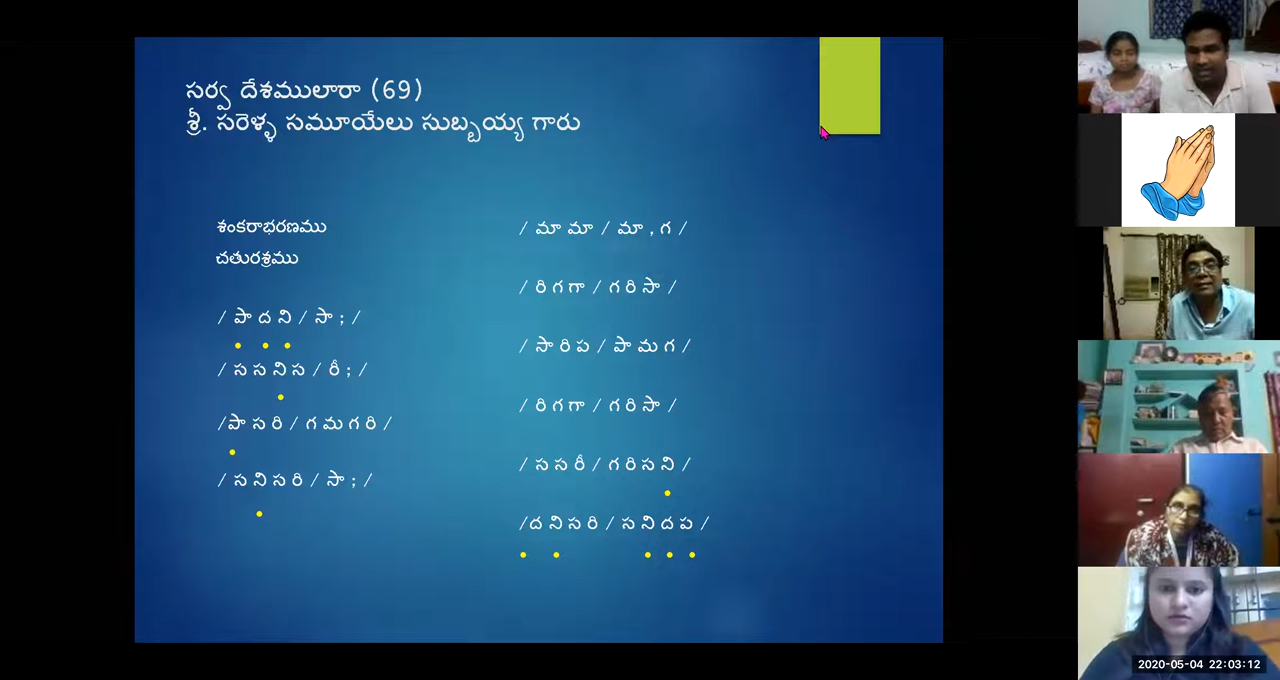 సర్వ దేశములారా (69)
శ్రీ. సరెళ్ళ సమూయేలు సుబ్బయ్య గారు
శంకరాభరణము
చతురశ్రము
/ పా ద ని / సా ; /
/ స స ని స / రీ ; /
/పా స రి / గ మ గ రి /
/ స ని స రి / సా ; /
/ మా మా / మా , గ /
/ రి గ గా / గ రి సా /
/ సా రి ప / పా మ గ /
/ రి గ గా / గ రి సా /
/ స స రీ / గ రి స ని /
/ద ని స రి / స ని ద ప /
2020-05-04 22:03:12